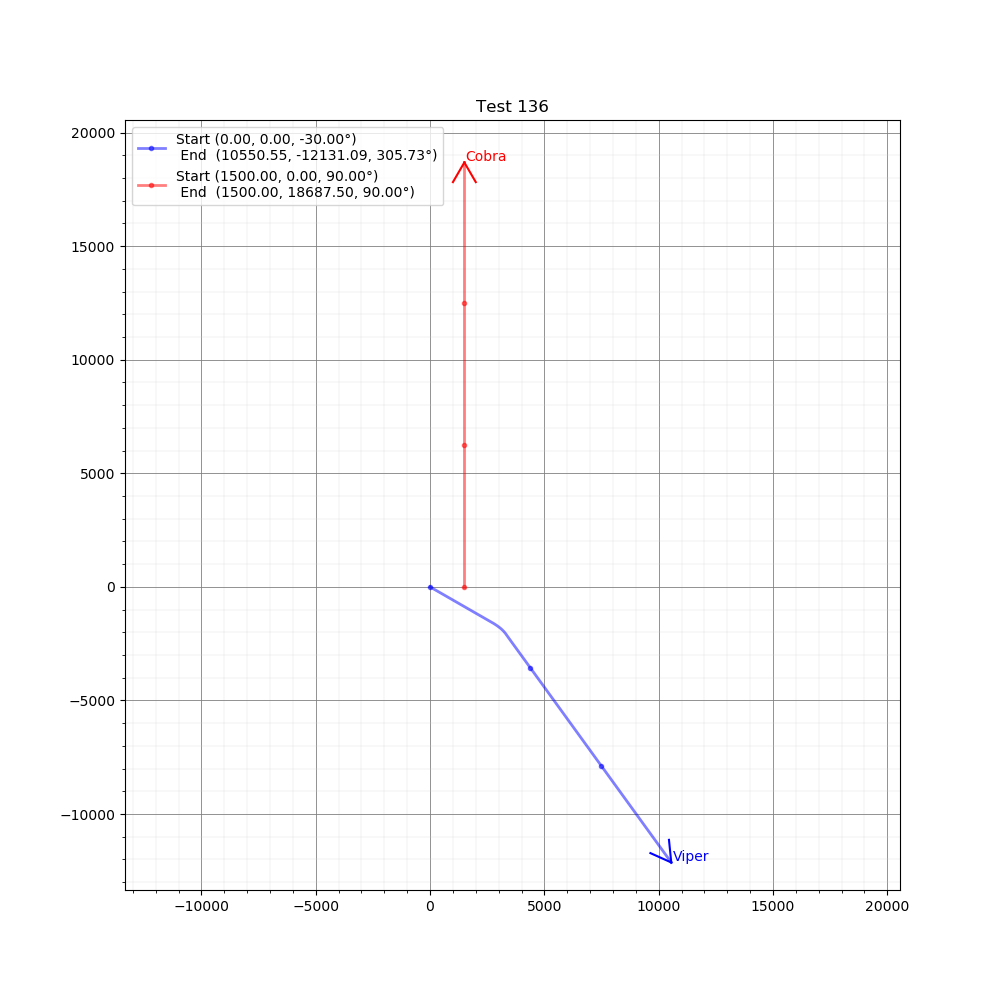 Test 136
Start (0.00, 0.00, -30.00°)
End  (10550.55, -12131.09, 305.73°)
Start (1500.00, 0.00, 90.00°)
End  (1500.00, 18687.50, 90.00°)
Cobra
Viper
20000
15000
10000
5000
0
−5000
−10000
−10000
−5000
0
5000
10000
15000
20000